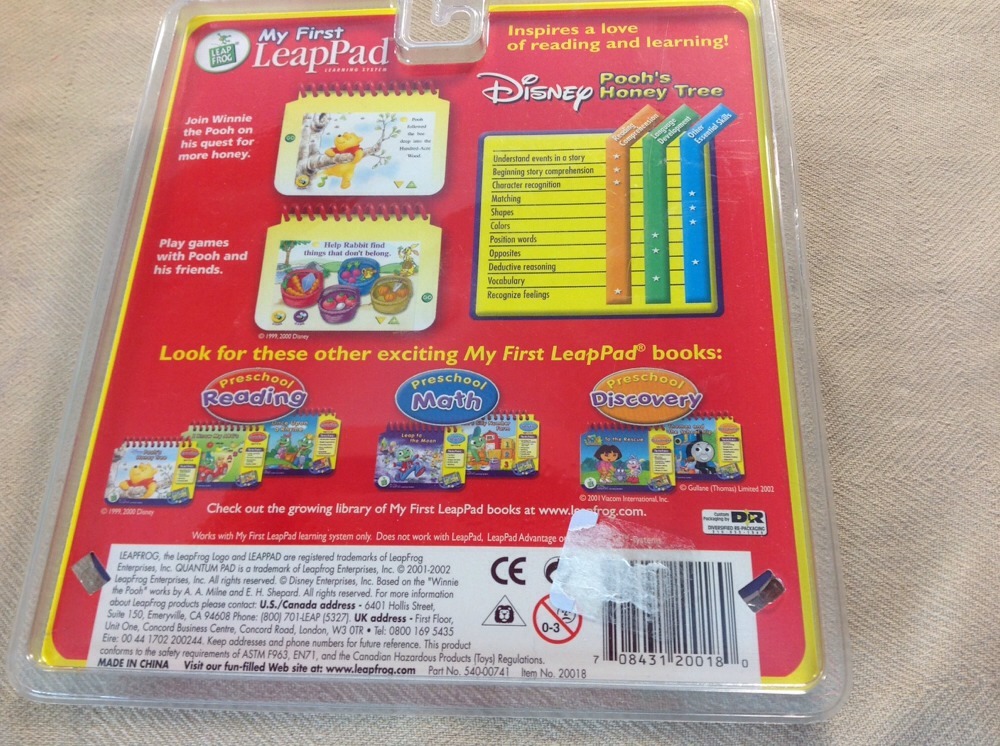 LEAP FROG
My First
LeapPad
LEARNING SYSTEM
Inspires a love
of reading and learning!
Disney Pooh's
Honey Tree
Join Winnie
the Pooh on
his quest for
more honey.
Pooh
followed
the bee
deep into the
Hundred-Acre
Wood.
GO
Reading Comprehension
Language Development
Other Essential Skills
Understand events in a story
Beginning story comprehension
Character recognition
Matching
Shapes
Colors
Position words
Opposites
Deductive reasoning
Vocabulary
Recognize feelings
Play games
with Pooh and
his friends.
Help Rabbit find
things that don't belong.
GO
© 1999, 2000 Disney
Look for these other exciting My First LeapPad® books:
Preschool
Reading
Preschool
Math
Preschool
Discovery
Pooh's
Honey Tree
Leap to
the Moon
to the Rescue
© 1999, 2000 Disney
© 2001 Viacom International, Inc.
© Gullane (Thomas) Limited 2002
Check out the growing library of My First LeapPad books at www.leapfrog.com.
Custom
Packaging by
DR
DIVERSIFIED RE-PACKAGING
Works with My First LeapPad learning system only. Does not work with LeapPad, LeapPad Advantage or
LEAPFROG, the LeapFrog Logo and LEAPPAD are registered trademarks of LeapFrog
Enterprises, Inc. QUANTUM PAD is a trademark of Leapfrog Enterprises, Inc. © 2001-2002
LeapFrog Enterprises, Inc. All rights reserved. © Disney Enterprises, Inc. Based on the "Winnie
the Pooh" works by A. A. Milne and E. H. Shepard. All rights reserved. For more information
about LeapFrog products please contact: U.S./Canada address - 6401 Hollis Street,
Suite 150, Emeryville, CA 94608 Phone: (800) 701-LEAP (5327). UK address - First Floor,
Unit One, Concord Business Centre, Concord Road, London, W3 0TR • Tel: 0800 169 5435
Eire: 00 44 1702 200244. Keep addresses and phone numbers for future reference. This product
conforms to the safety requirements of ASTM F963, EN71, and the Canadian Hazardous Products (Toys) Regulations.
MADE IN CHINA Visit our fun-filled Web site at: www.leapfrog.com Part No. 540-00741 Item No. 20018
CE
0-3
7 08431 20018 0